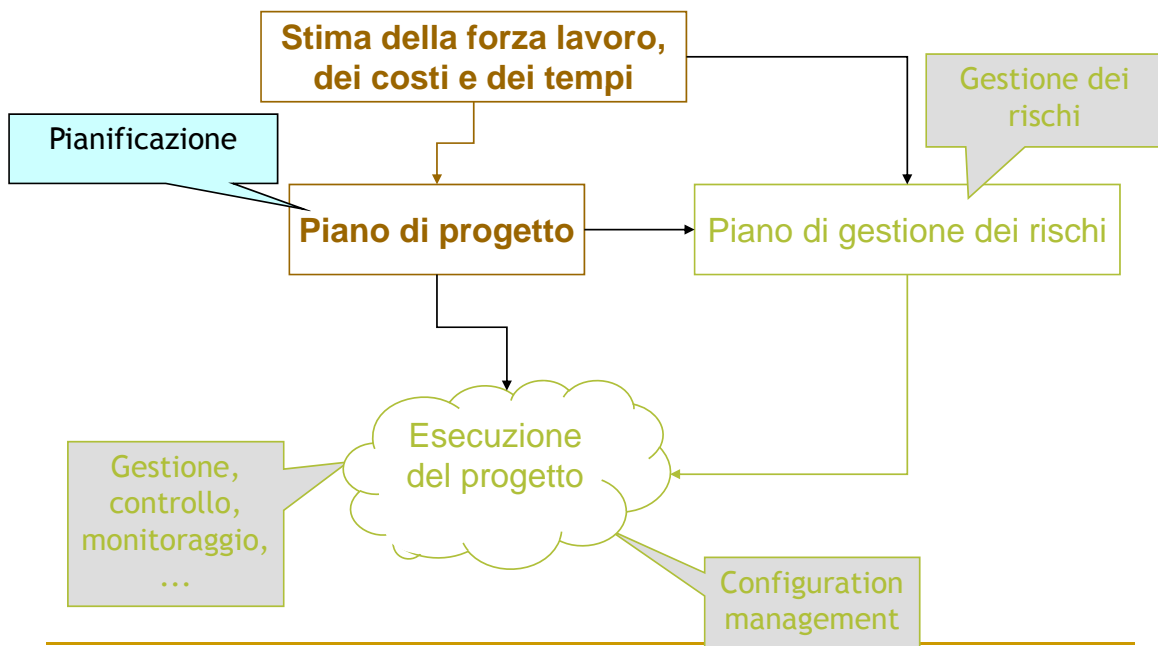 Stima della forza lavoro,
dei costi e dei tempi
Gestione dei
rischi
Pianificazione
Piano di progetto
Piano di gestione dei rischi
Esecuzione
del progetto
Gestione,
controllo,
monitoraggio,
...
Configuration
management